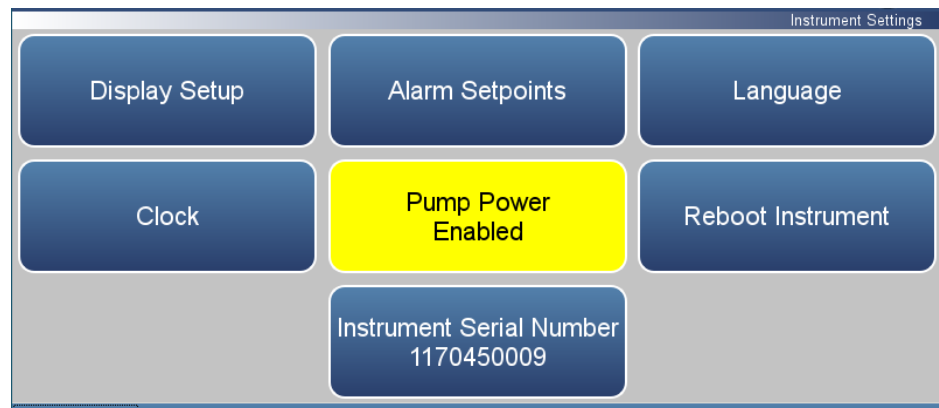 Instrument Settings
Display Setup
Alarm Setpoints
Language
Clock
Pump Power
Enabled
Reboot Instrument
Instrument Serial Number
1170450009